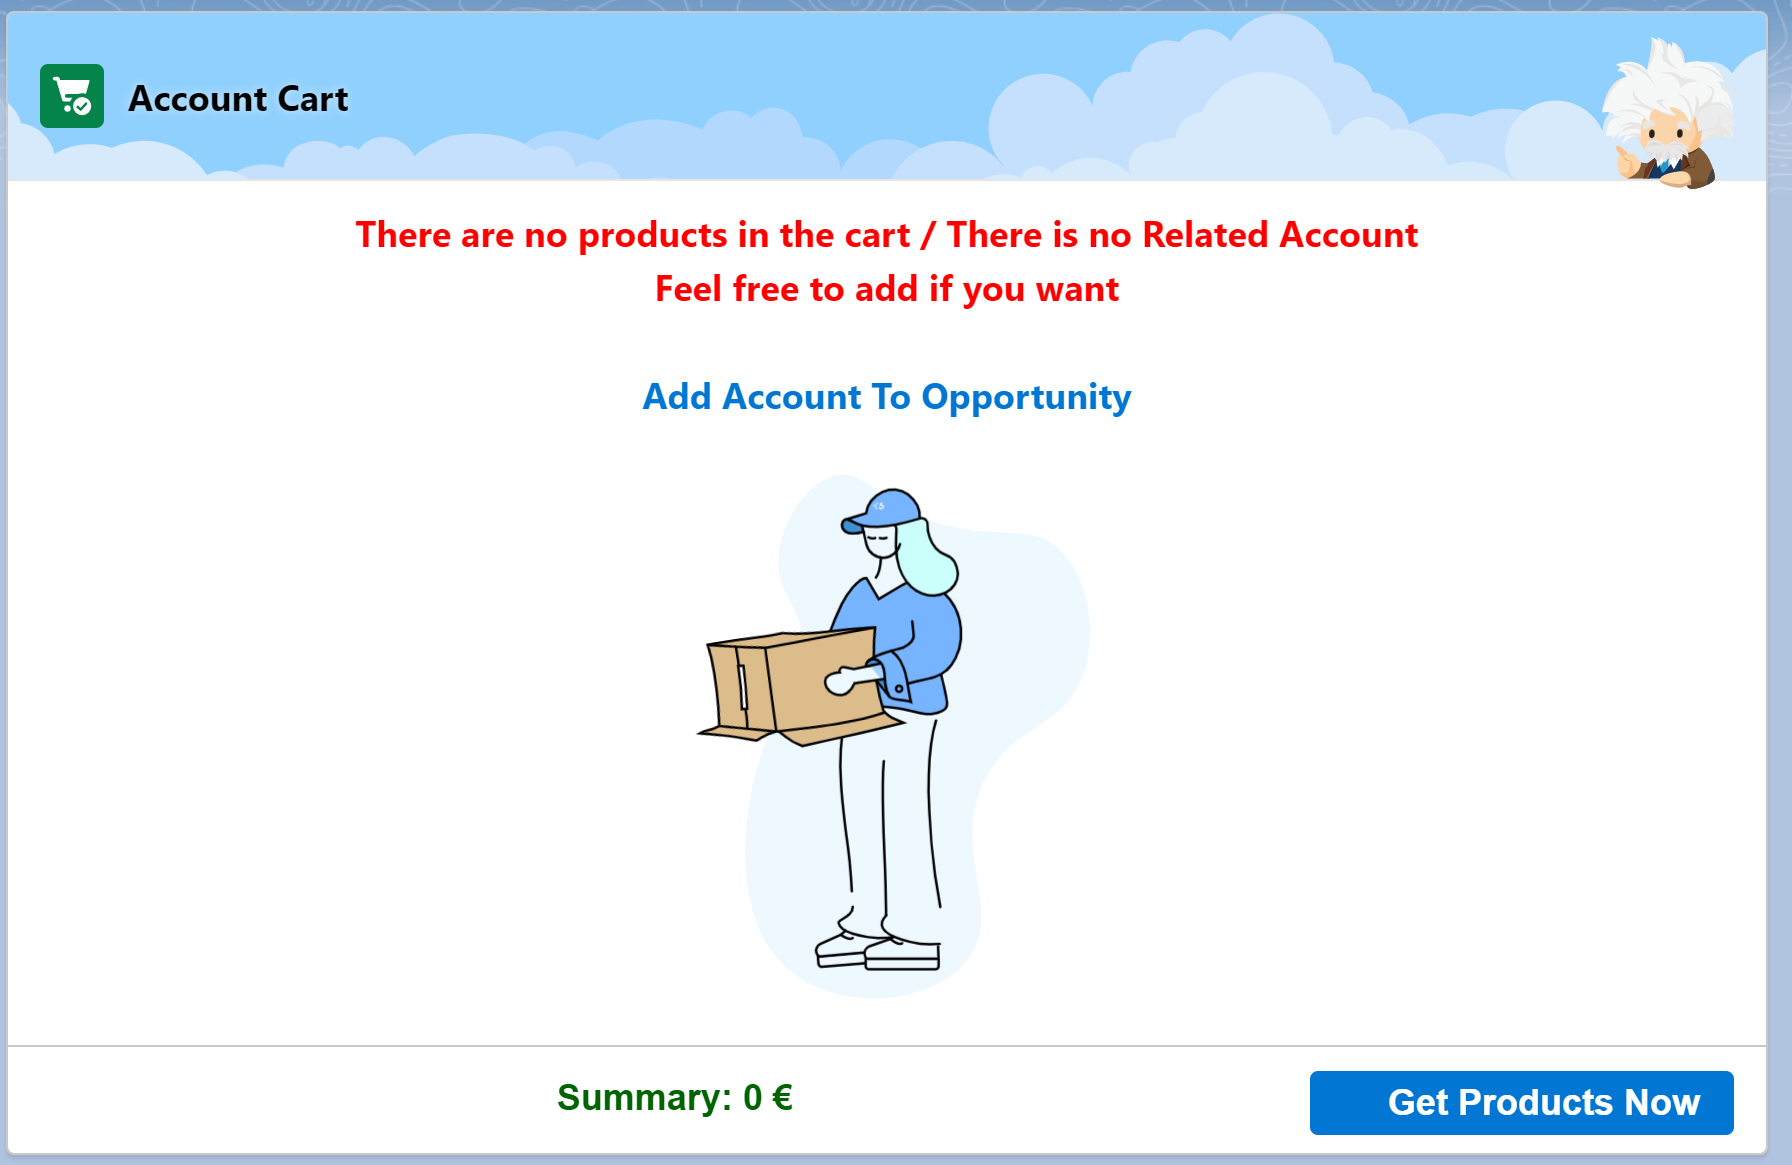 Account Cart
There are no products in the cart / There is no Related Account
Feel free to add if you want
Add Account To Opportunity
Summary: 0 €
Get Products Now